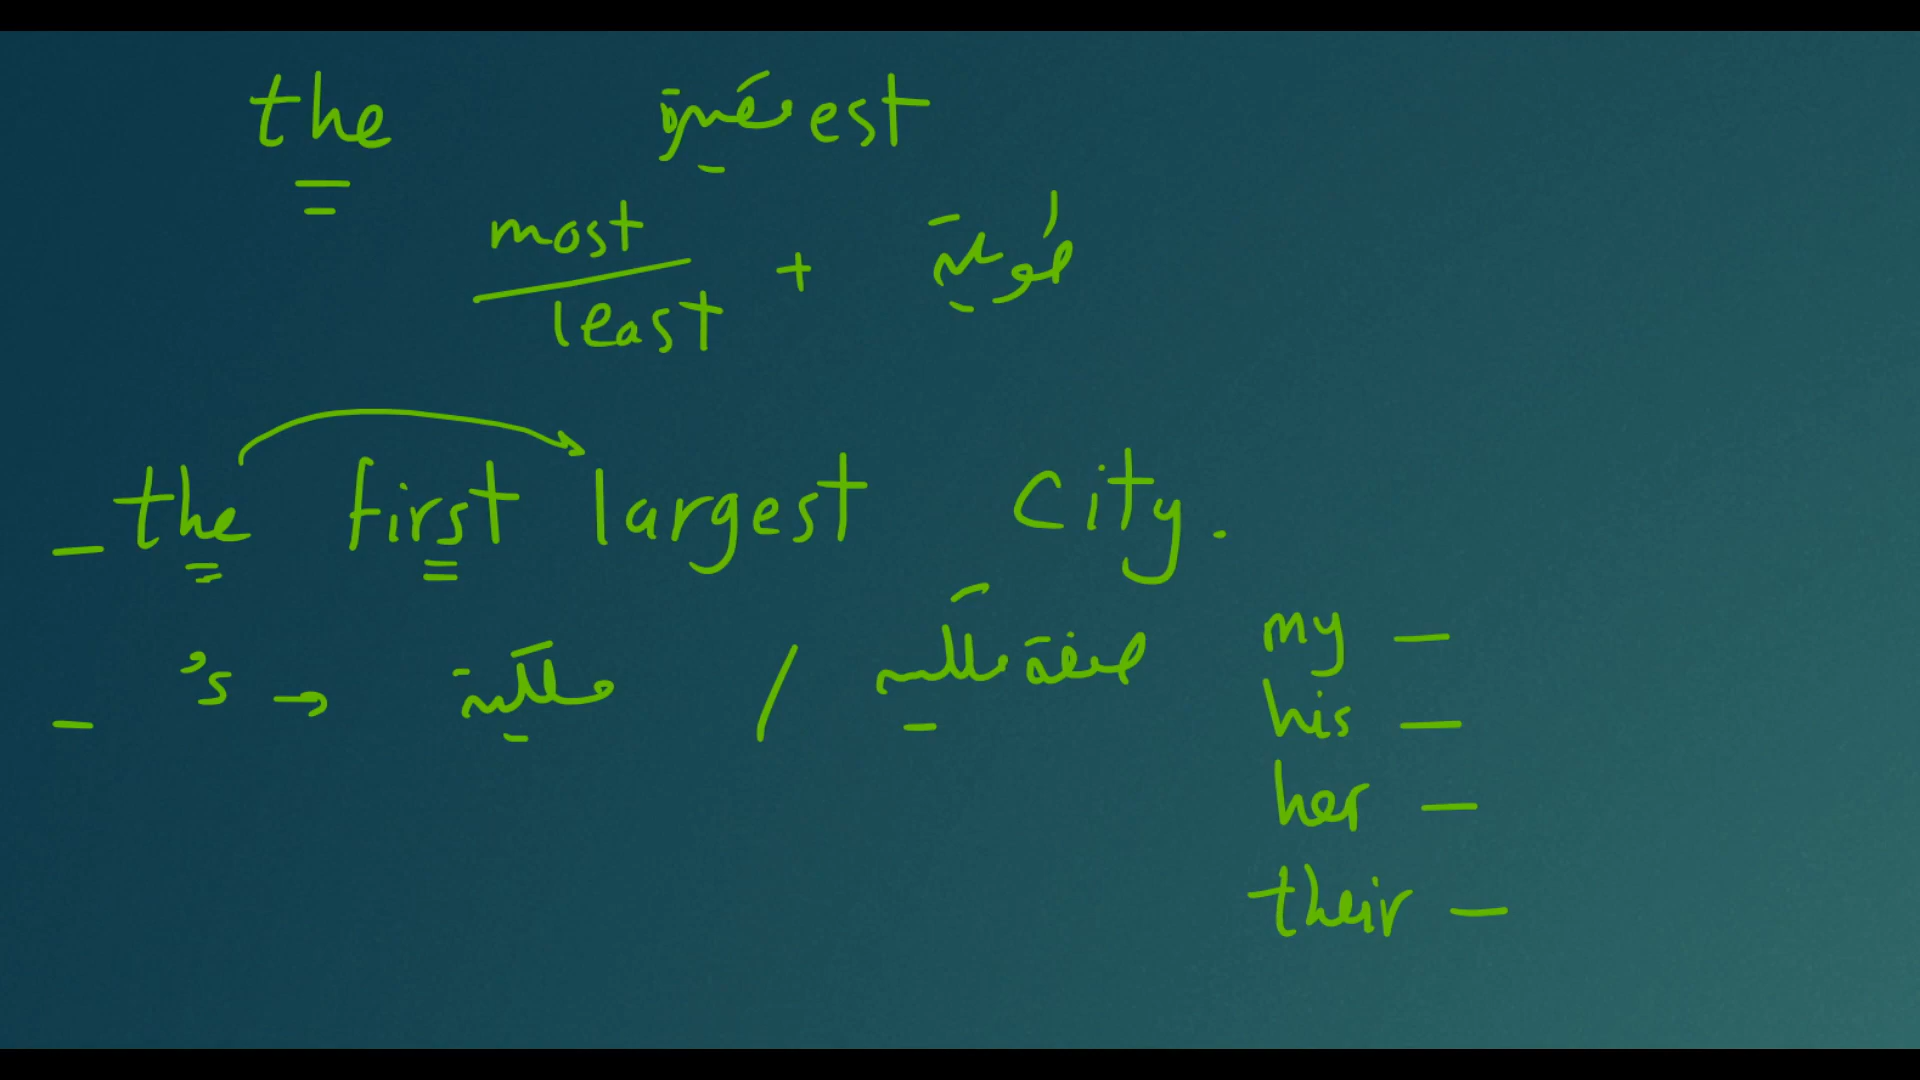 the قصيرة est
most
least + طويلة
– the first largest city.
– 's → ملكية / صفة ملكية
my –
his –
her –
their –